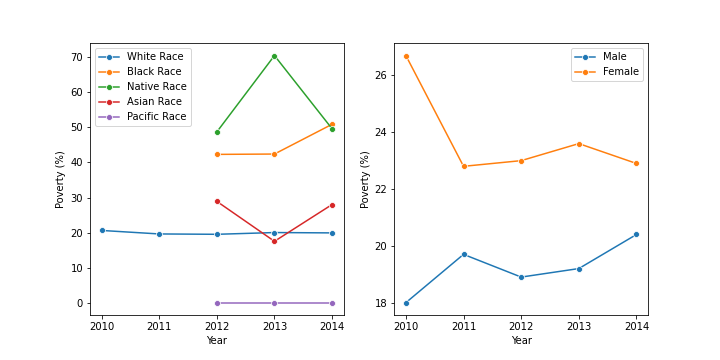 White Race
Black Race
Native Race
Asian Race
Pacific Race
Poverty (%)
70
60
50
40
30
20
10
0
2010 2011 2012 2013 2014
Year
Male
Female
Poverty (%)
26
24
22
20
18
2010 2011 2012 2013 2014
Year